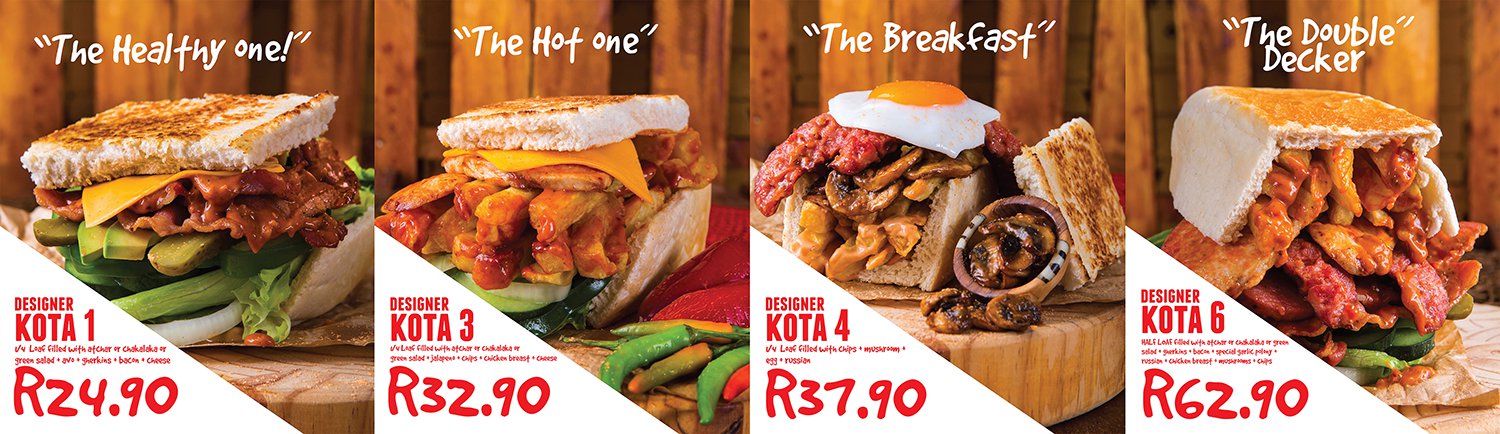 "The Healthy one!"
DESIGNER
KOTA 1
1/4 Loaf filled with atchar or chakalaka or
green salad + avo + gherkins + bacon + cheese
R24.90
"The Hot one"
DESIGNER
KOTA 3
1/4 Loaf filled with atchar or chakalaka or
green salad + jalapeno + chips + chicken breast + cheese
R32.90
"The Breakfast"
DESIGNER
KOTA 4
1/4 Loaf filled with chips + mushroom +
egg + russian
R37.90
"The Double"
Decker
DESIGNER
KOTA 6
HALF LOAF filled with atchar or chakalaka or green
salad + gherkins + bacon + special garlic polony +
russian + chicken breast + mushrooms + chips
R62.90